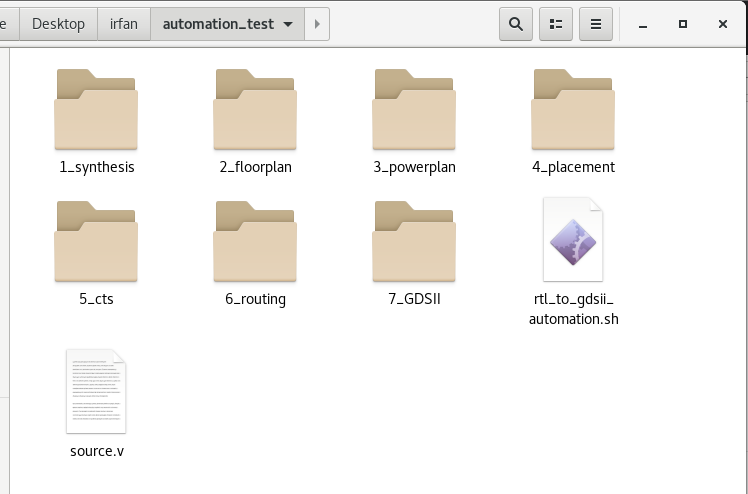 e Desktop irfan automation_test
1_synthesis 2_floorplan 3_powerplan 4_placement
5_cts 6_routing 7_GDSII rtl_to_gdsii_
automation.sh
source.v